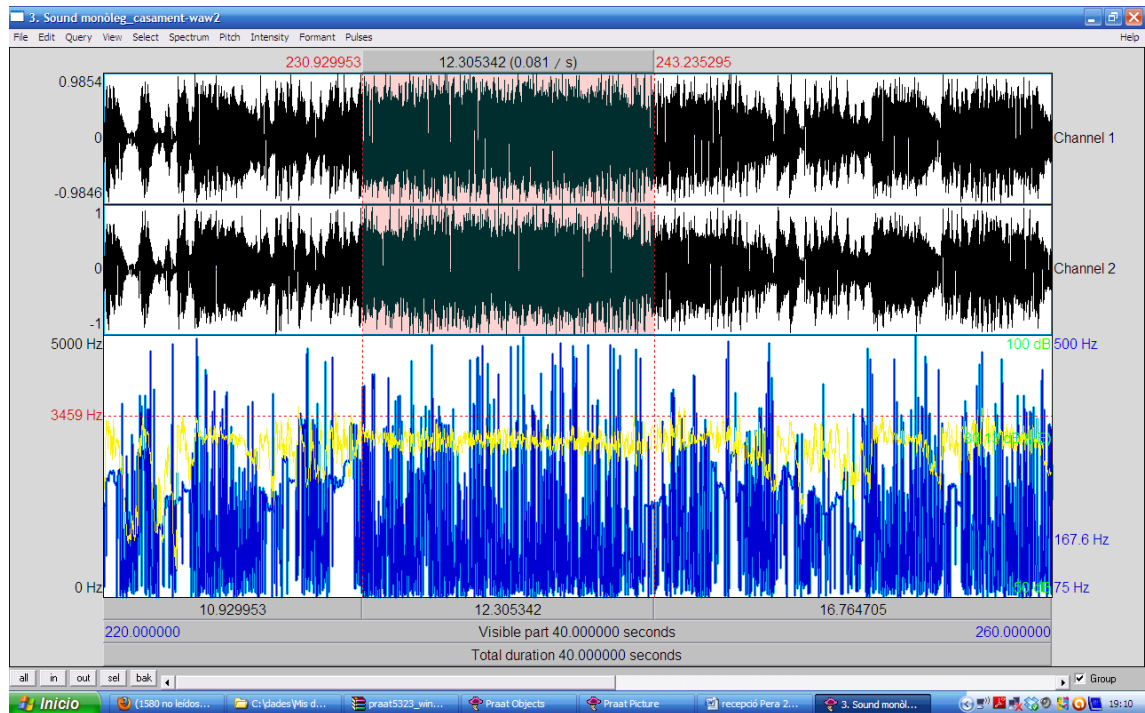 3. Sound monòleg_casament-waw2
File Edit Query View Select Spectrum Pitch Intensity Formant Pulses Help
230.929953 12.305342 (0.081 / s) 243.235295
0.9854
0 Channel 1
-0.9846
1
0 Channel 2
-1
5000 Hz 100 dB 500 Hz
3459 Hz
167.6 Hz
0 Hz 50 dB 75 Hz
10.929953 12.305342 16.764705
220.000000 Visible part 40.000000 seconds 260.000000
Total duration 40.000000 seconds
all in out sel bak Group
Inicio (1580 no leídos... C:\dades\Mis d... praat5323_win... Praat Objects Praat Picture recepció Pera 2... 3. Sound monòl... 19:10